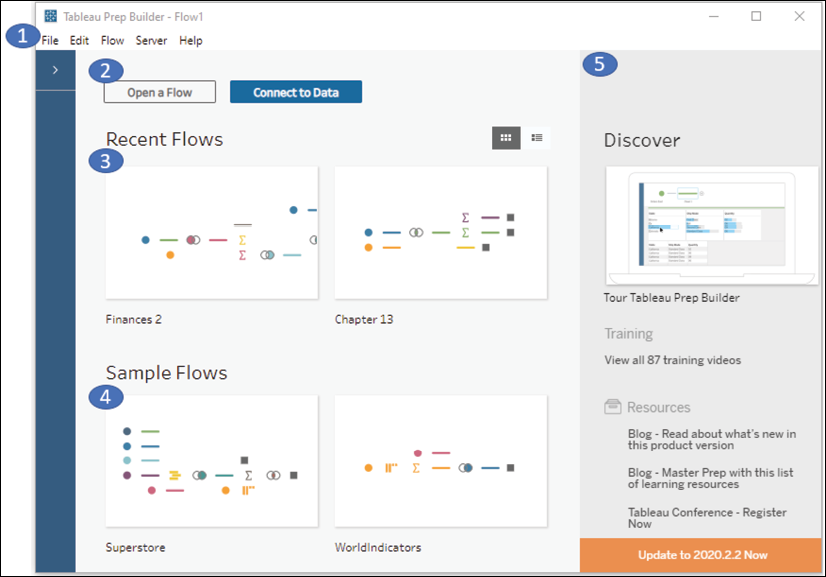 Tableau Prep Builder - Flow1
1
File Edit Flow Server Help
2
5
Open a Flow
Connect to Data
Recent Flows
3
Finances 2
Chapter 13
Sample Flows
4
Superstore
WorldIndicators
Discover
Tour Tableau Prep Builder
Training
View all 87 training videos
Resources
Blog - Read about what's new in
this product version
Blog - Master Prep with this list
of learning resources
Tableau Conference - Register
Now
Update to 2020.2.2 Now